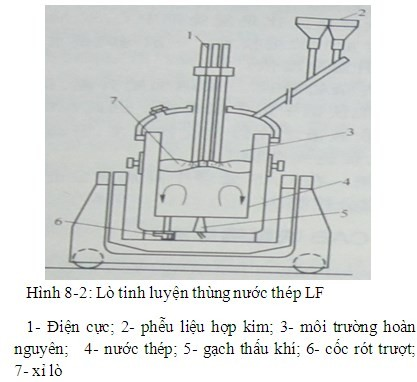 1
2
3
4
5
6
7
Hình 8-2: Lò tinh luyện thùng nước thép LF
1- Điện cực; 2- phễu liệu hợp kim; 3- môi trường hoàn
nguyên; 4- nước thép; 5- gạch thấu khí; 6- cốc rót trượt;
7- xỉ lò